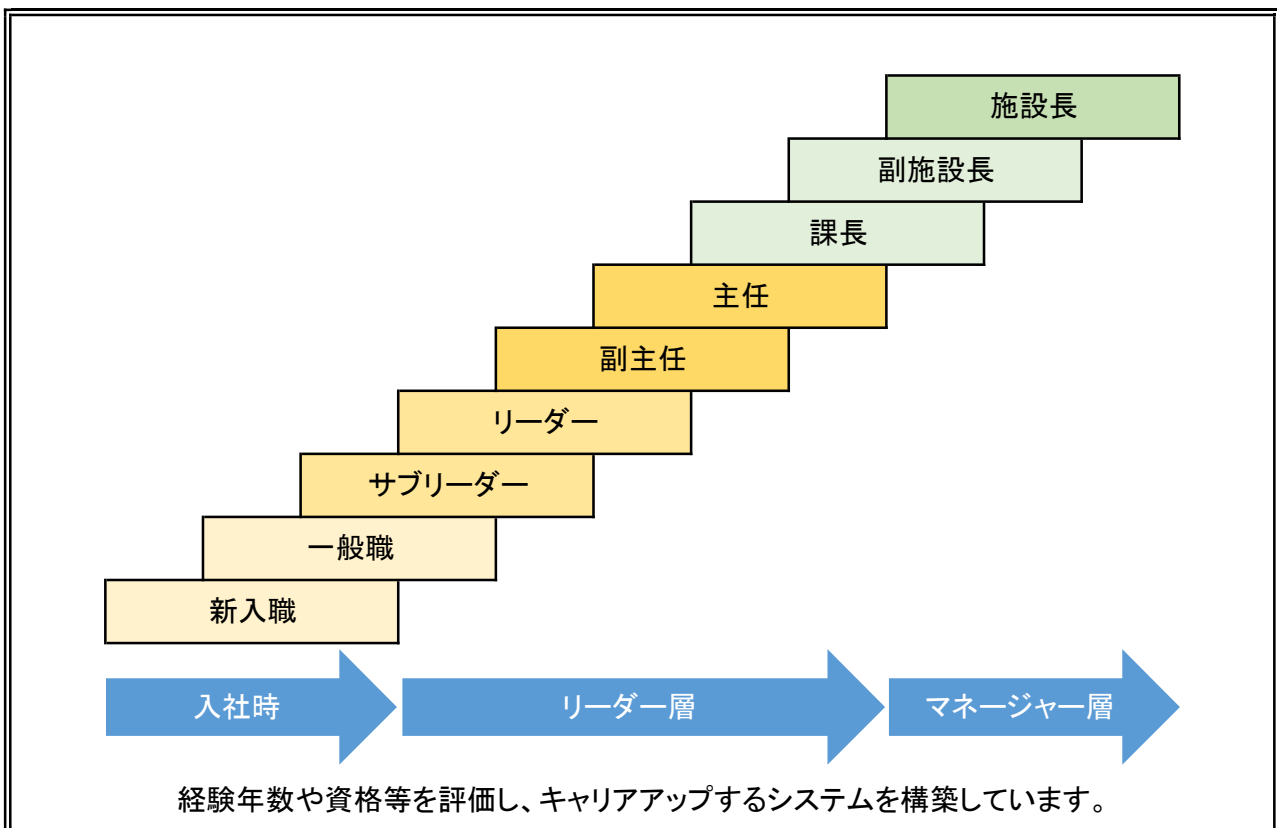 施設長
副施設長
課長
主任
副主任
リーダー
サブリーダー
一般職
新入職
入社時
リーダー層
マネージャー層
経験年数や資格等を評価し、キャリアアップするシステムを構築しています。